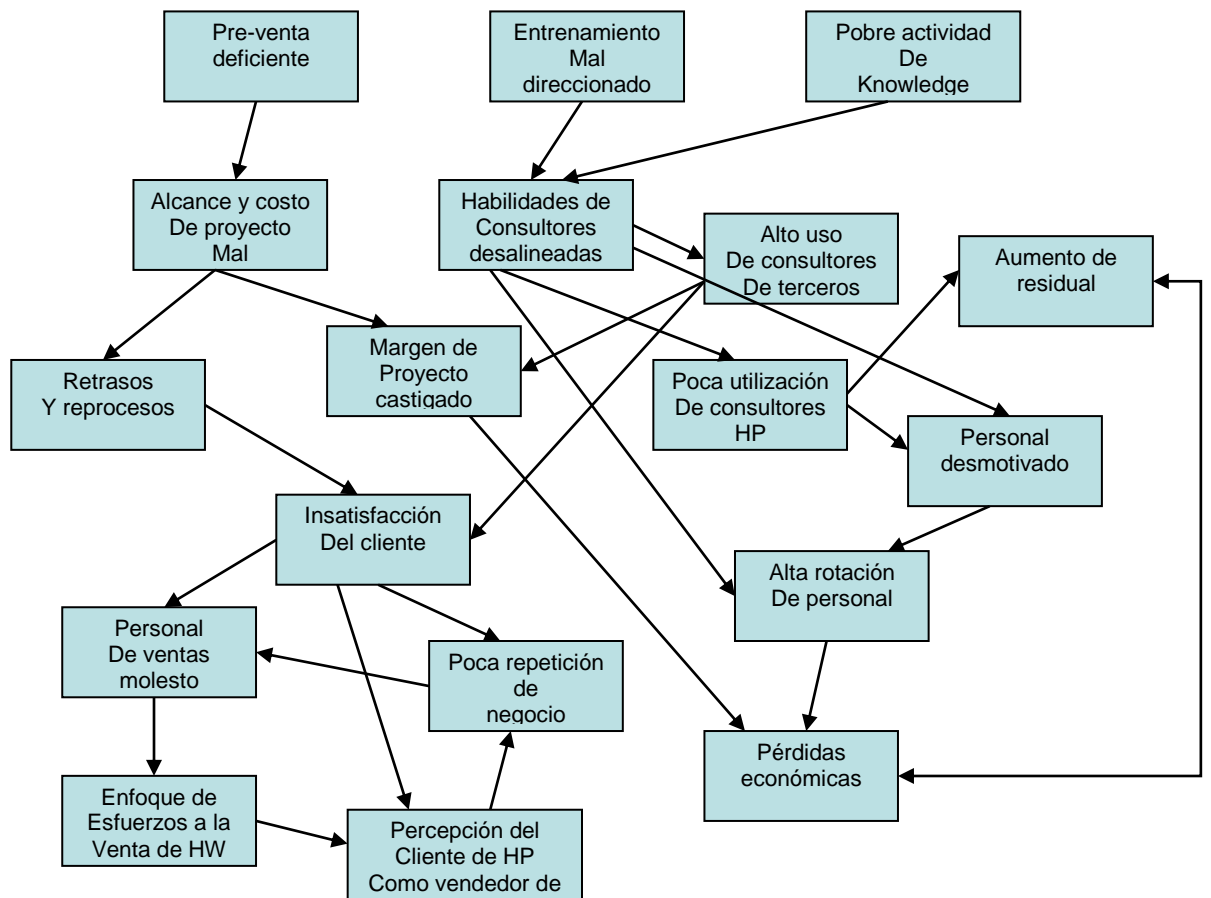 Pre-venta
deficiente
Entrenamiento
Mal
direccionado
Pobre actividad
De
Knowledge
Alcance y costo
De proyecto
Mal
Habilidades de
Consultores
desalineadas
Alto uso
De consultores
De terceros
Aumento de
residual
Retrasos
Y reprocesos
Margen de
Proyecto
castigado
Poca utilización
De consultores
HP
Personal
desmotivado
Insatisfacción
Del cliente
Alta rotación
De personal
Personal
De ventas
molesto
Poca repetición
de
negocio
Pérdidas
económicas
Enfoque de
Esfuerzos a la
Venta de HW
Percepción del
Cliente de HP
Como vendedor de